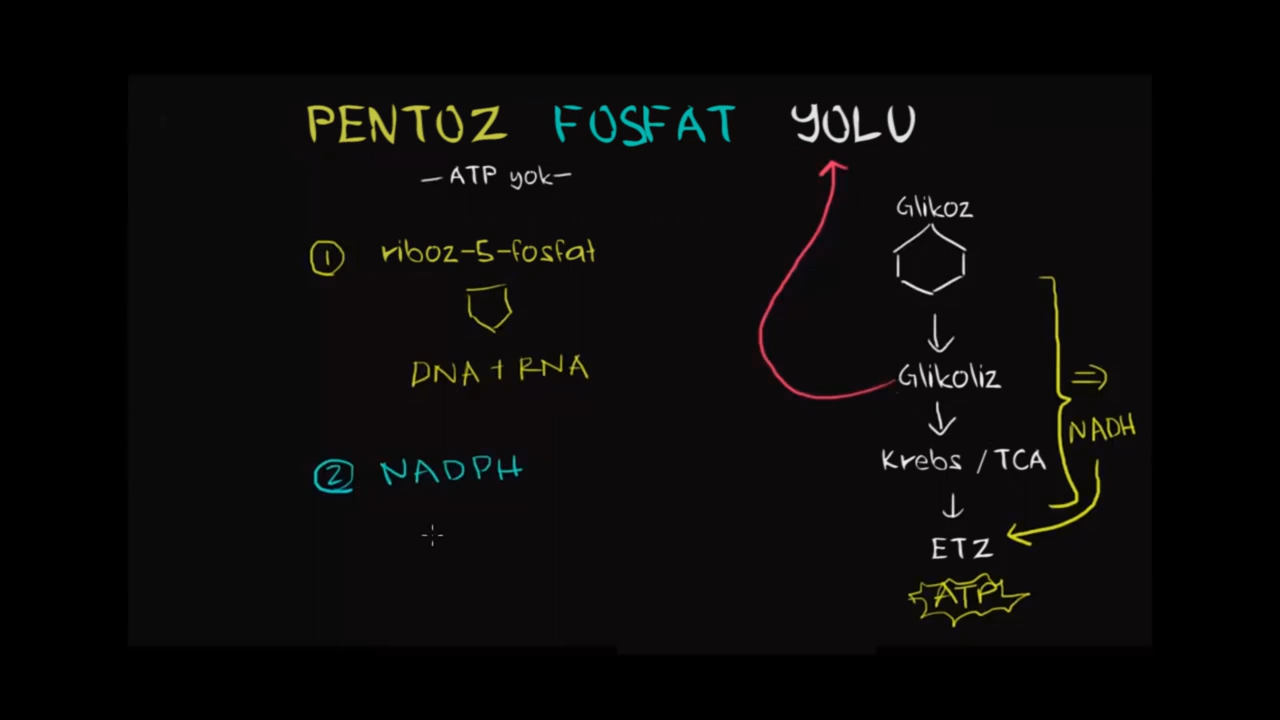 PENTOZ FOSFAT YOLU
—ATP yok—
1 riboz-5-fosfat
DNA + RNA
2 NADPH
Glikoz
Glikoliz
Krebs / TCA
ETZ
ATP
⇒
NADH